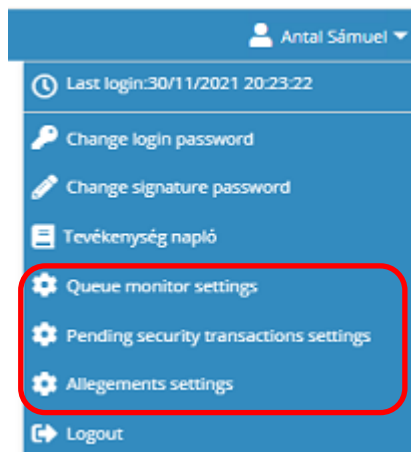 Antal Sámuel
Last login:30/11/2021 20:23:22
Change login password
Change signature password
Tevékenység napló
Queue monitor settings
Pending security transactions settings
Allegements settings
Logout